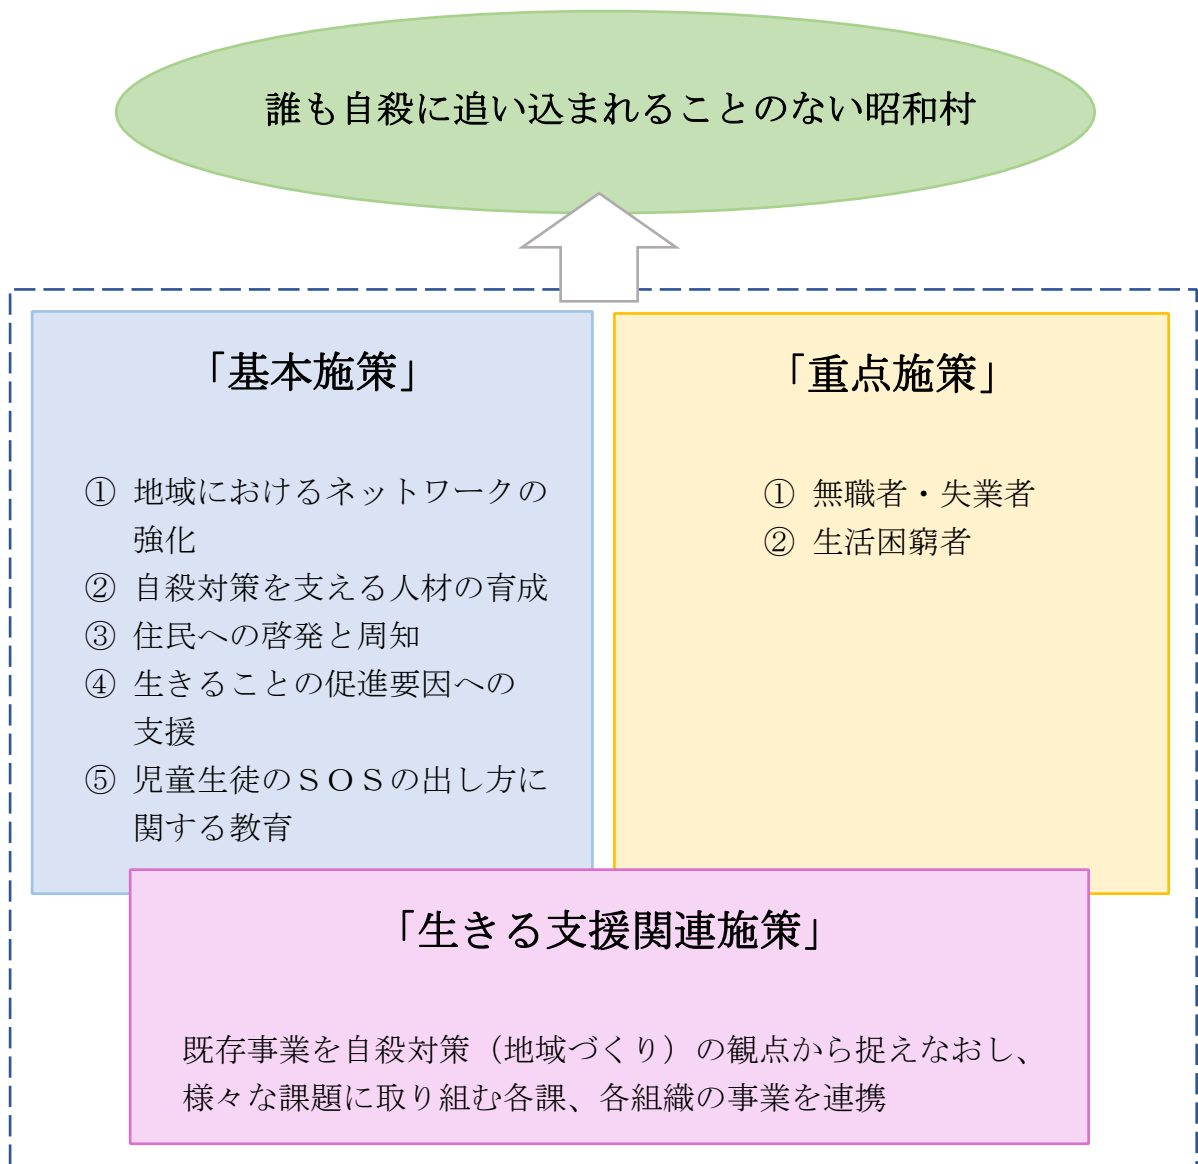 誰も自殺に追い込まれることのない昭和村
「基本施策」
① 地域におけるネットワークの
強化
② 自殺対策を支える人材の育成
③ 住民への啓発と周知
④ 生きることの促進要因への
支援
⑤ 児童生徒のＳＯＳの出し方に
関する教育
「重点施策」
① 無職者・失業者
② 生活困窮者
「生きる支援関連施策」
既存事業を自殺対策（地域づくり）の観点から捉えなおし、
様々な課題に取り組む各課、各組織の事業を連携